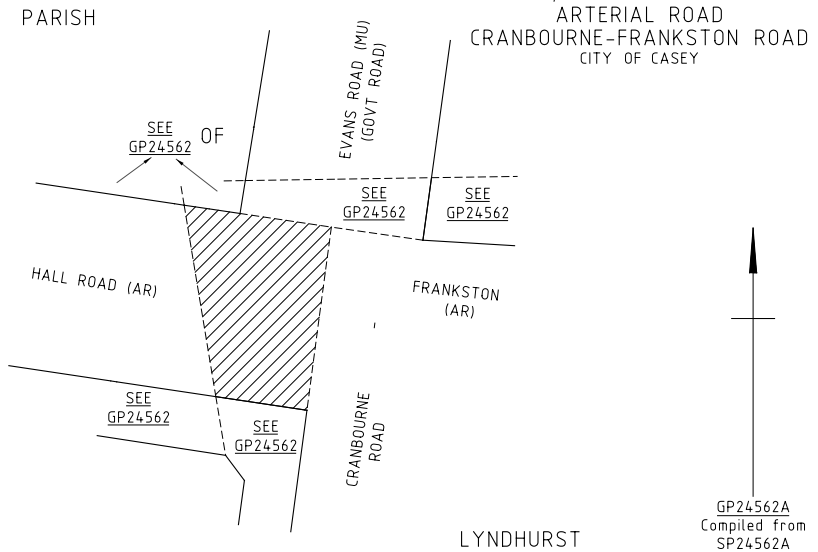 PARISH
ARTERIAL ROAD
CRANBOURNE-FRANKSTON ROAD
CITY OF CASEY
EVANS ROAD (MU)
(GOVT ROAD)
SEE
GP24562
OF
SEE
GP24562
SEE
GP24562
HALL ROAD (AR)
FRANKSTON
(AR)
SEE
GP24562
SEE
GP24562
CRANBOURNE
ROAD
LYNDHURST
GP24562A
Compiled from
SP24562A